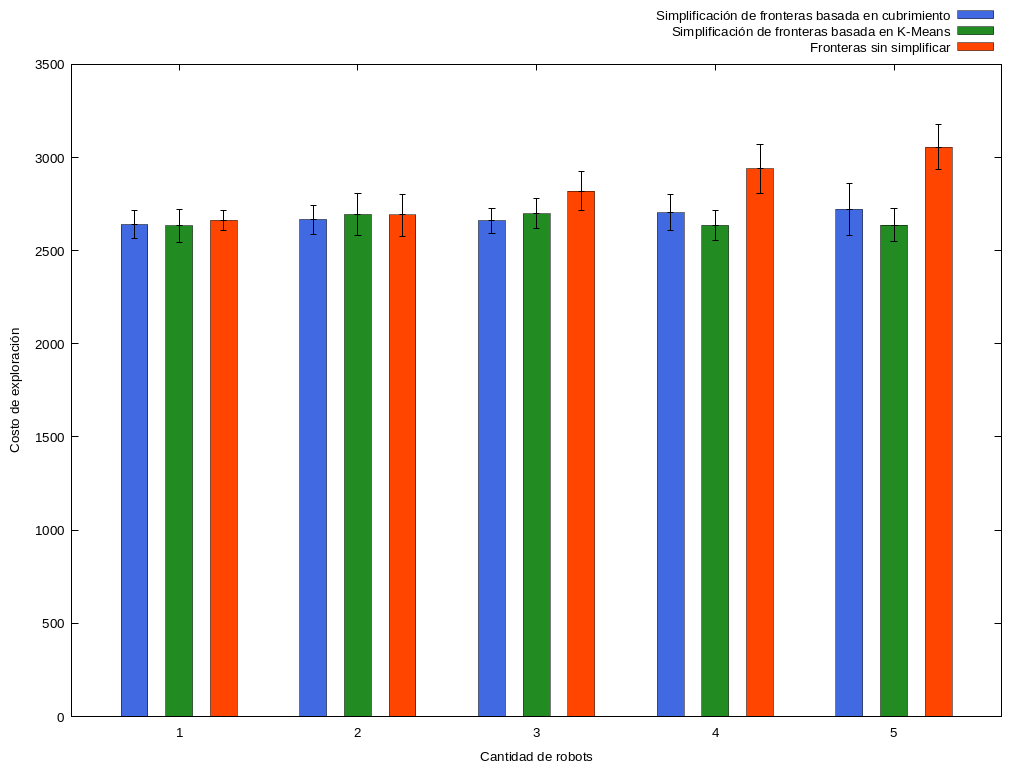 Simplificación de fronteras basada en cubrimiento
Simplificación de fronteras basada en K-Means
Fronteras sin simplificar
3500
3000
2500
2000
1500
1000
500
0
Costo de exploración
1 2 3 4 5
Cantidad de robots